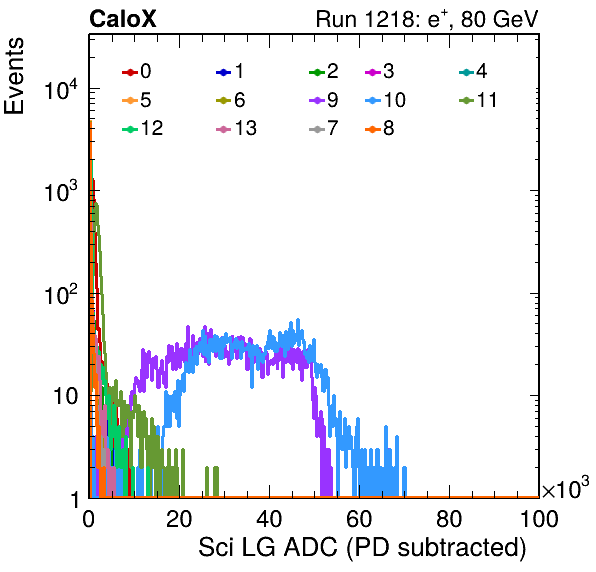 CaloX Run 1218: e⁺, 80 GeV
Events
0 1 2 3 4
5 6 9 10 11
12 13 7 8
10⁴
10³
10²
10
1
0 20 40 60 80 100
×10³
Sci LG ADC (PD subtracted)